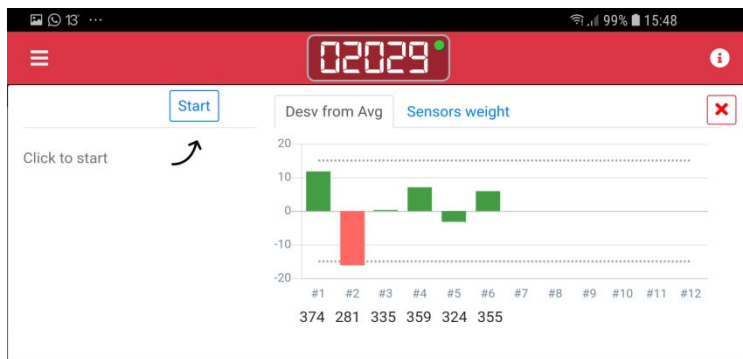 13° ... 99% 15:48
02029
Start
Click to start
Desv from Avg Sensors weight
20
10
0
-10
-20
#1 #2 #3 #4 #5 #6 #7 #8 #9 #10 #11 #12
374 281 335 359 324 355